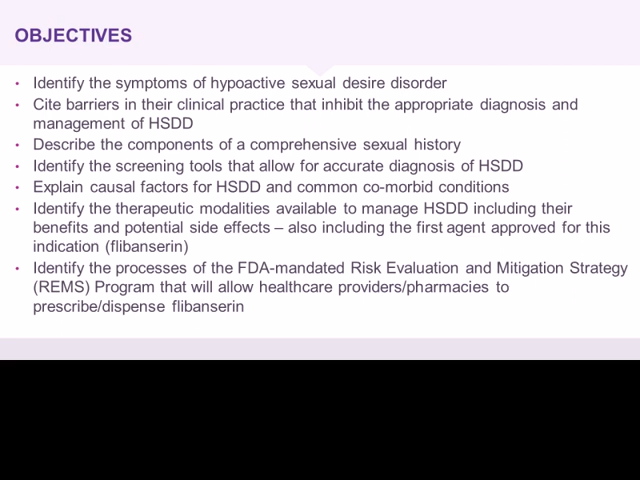 OBJECTIVES
• Identify the symptoms of hypoactive sexual desire disorder
• Cite barriers in their clinical practice that inhibit the appropriate diagnosis and
management of HSDD
• Describe the components of a comprehensive sexual history
• Identify the screening tools that allow for accurate diagnosis of HSDD
• Explain causal factors for HSDD and common co-morbid conditions
• Identify the therapeutic modalities available to manage HSDD including their
benefits and potential side effects – also including the first agent approved for this
indication (flibanserin)
• Identify the processes of the FDA-mandated Risk Evaluation and Mitigation Strategy
(REMS) Program that will allow healthcare providers/pharmacies to
prescribe/dispense flibanserin